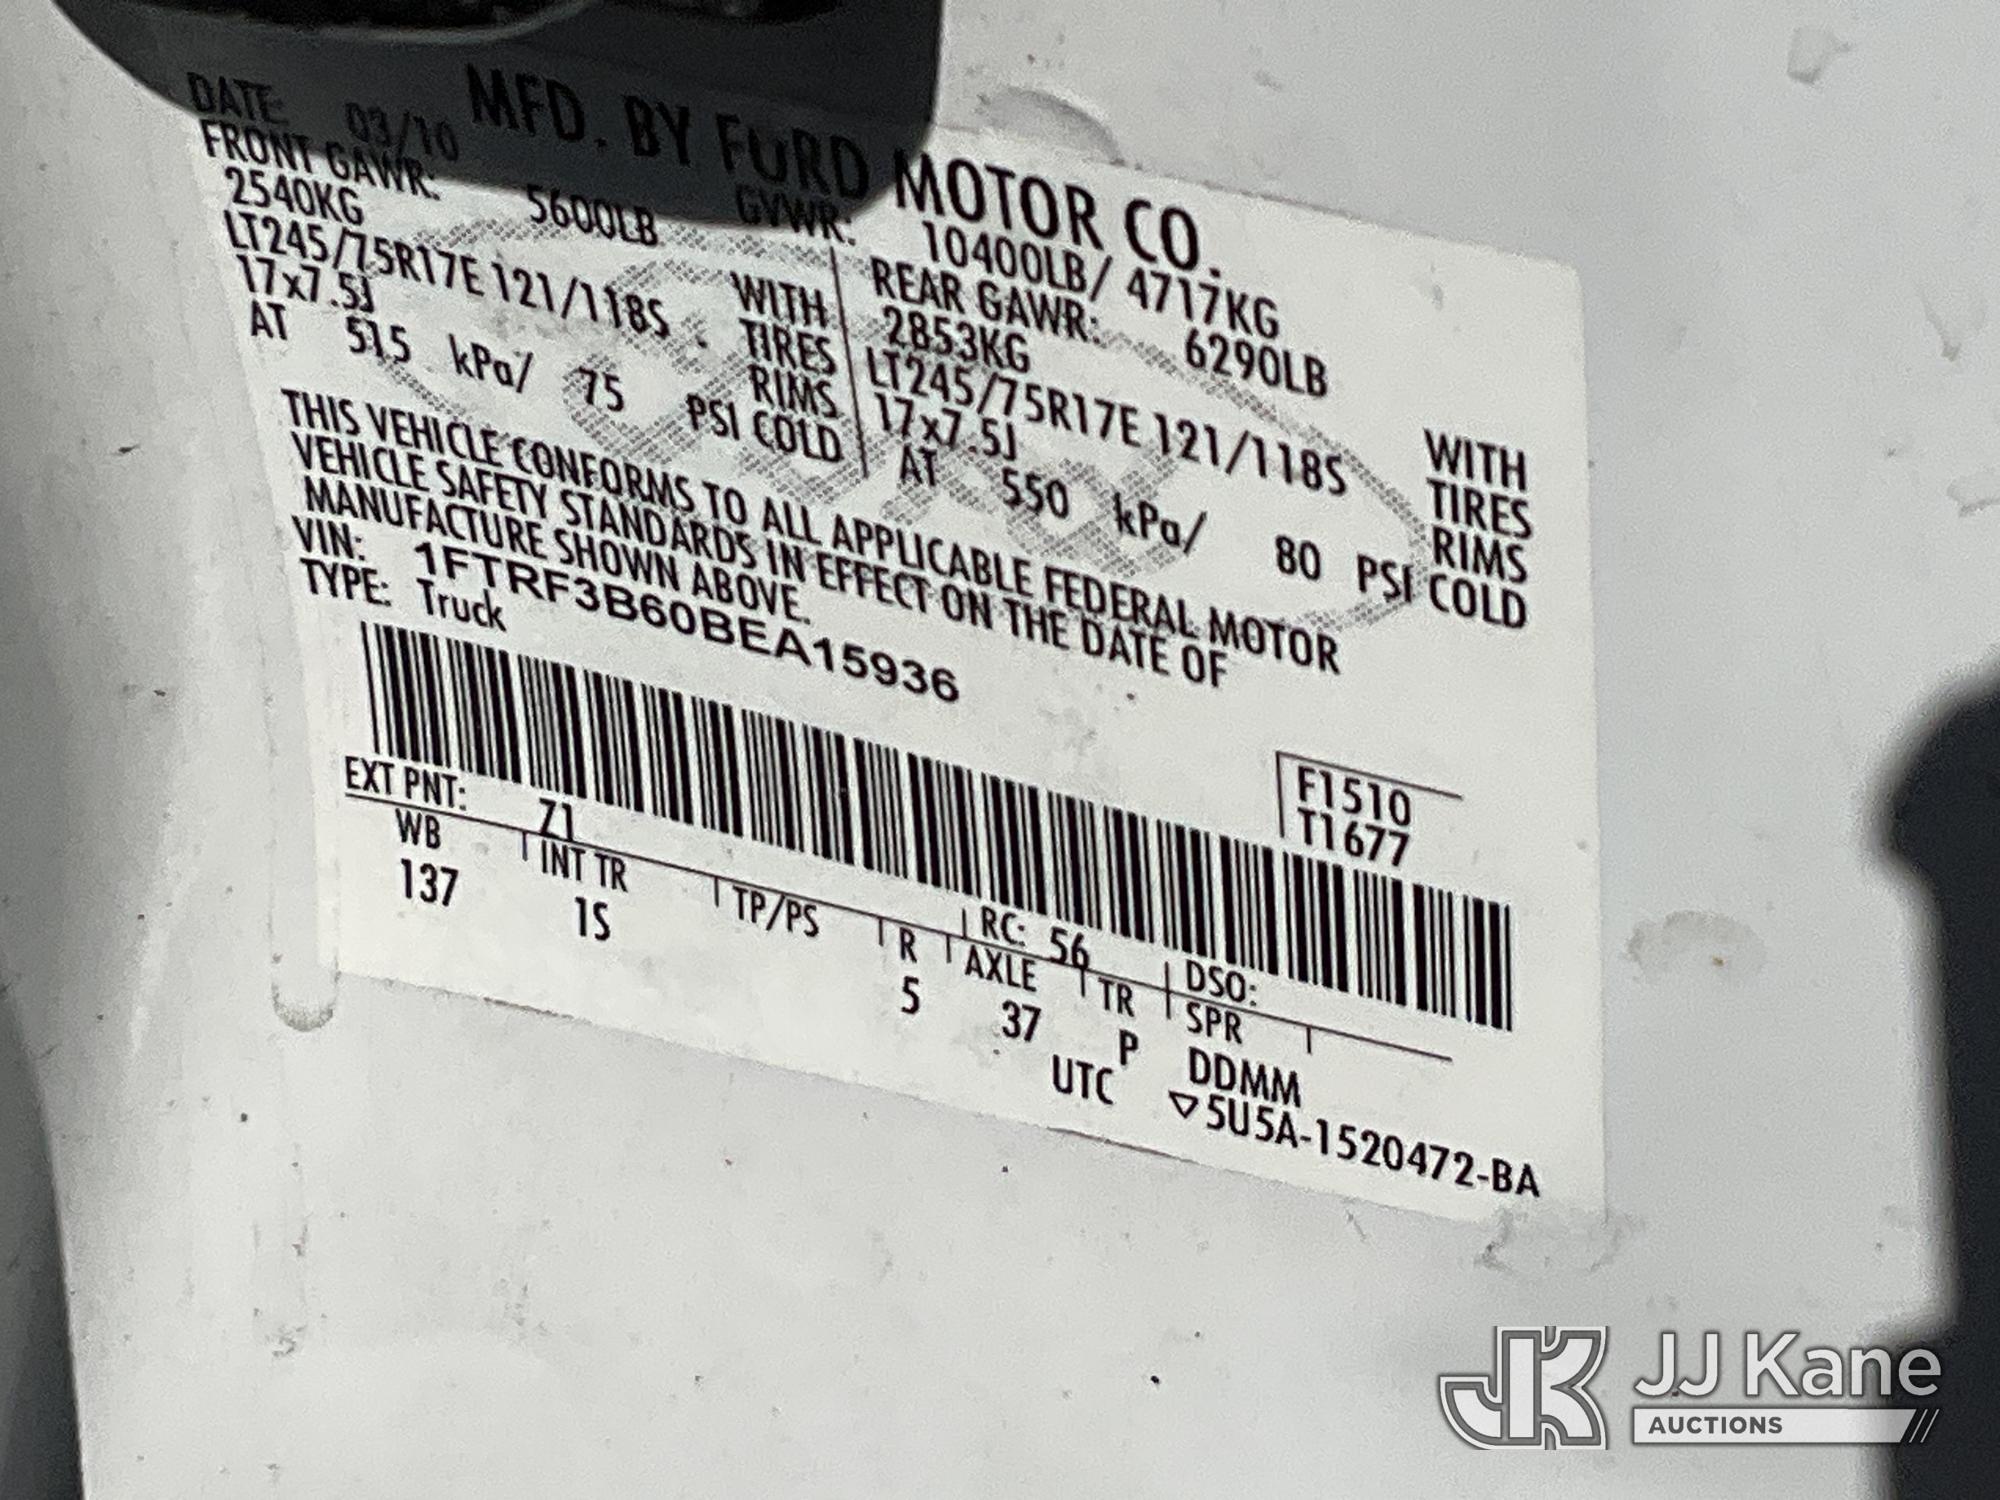 MFD. BY FORD MOTOR CO.
DATE: 03/10 GVWR: 10400LB/ 4717KG
FRONT GAWR: 5600LB REAR GAWR: 6290LB
2540KG WITH 2853KG WITH
LT245/75R17E 121/118S TIRES LT245/75R17E 121/118S TIRES
17x7.5J RIMS 17x7.5J RIMS
AT 515 kPa/ 75 PSI COLD AT 550 kPa/ 80 PSI COLD
THIS VEHICLE CONFORMS TO ALL APPLICABLE FEDERAL MOTOR
VEHICLE SAFETY STANDARDS IN EFFECT ON THE DATE OF
MANUFACTURE SHOWN ABOVE.
VIN: 1FTRF3B60BEA15936
TYPE: Truck
F1510
T1677
EXT PNT: Z1 RC: 56 DSO:
WB INT TR TP/PS R AXLE TR SPR
137 1S 5 37 P DDMM
UTC ▽5U5A-1520472-BA
JK JJ Kane
AUCTIONS